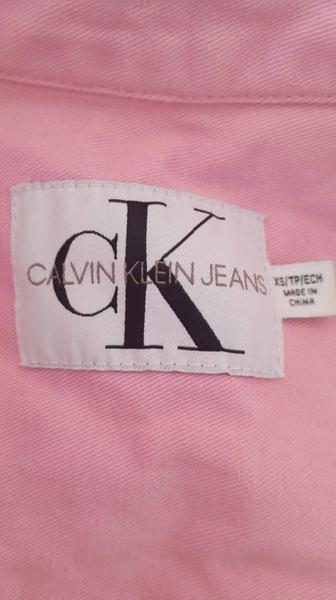 CK
CALVIN KLEIN JEANS
XS/TP/ECH
MADE IN
CHINA